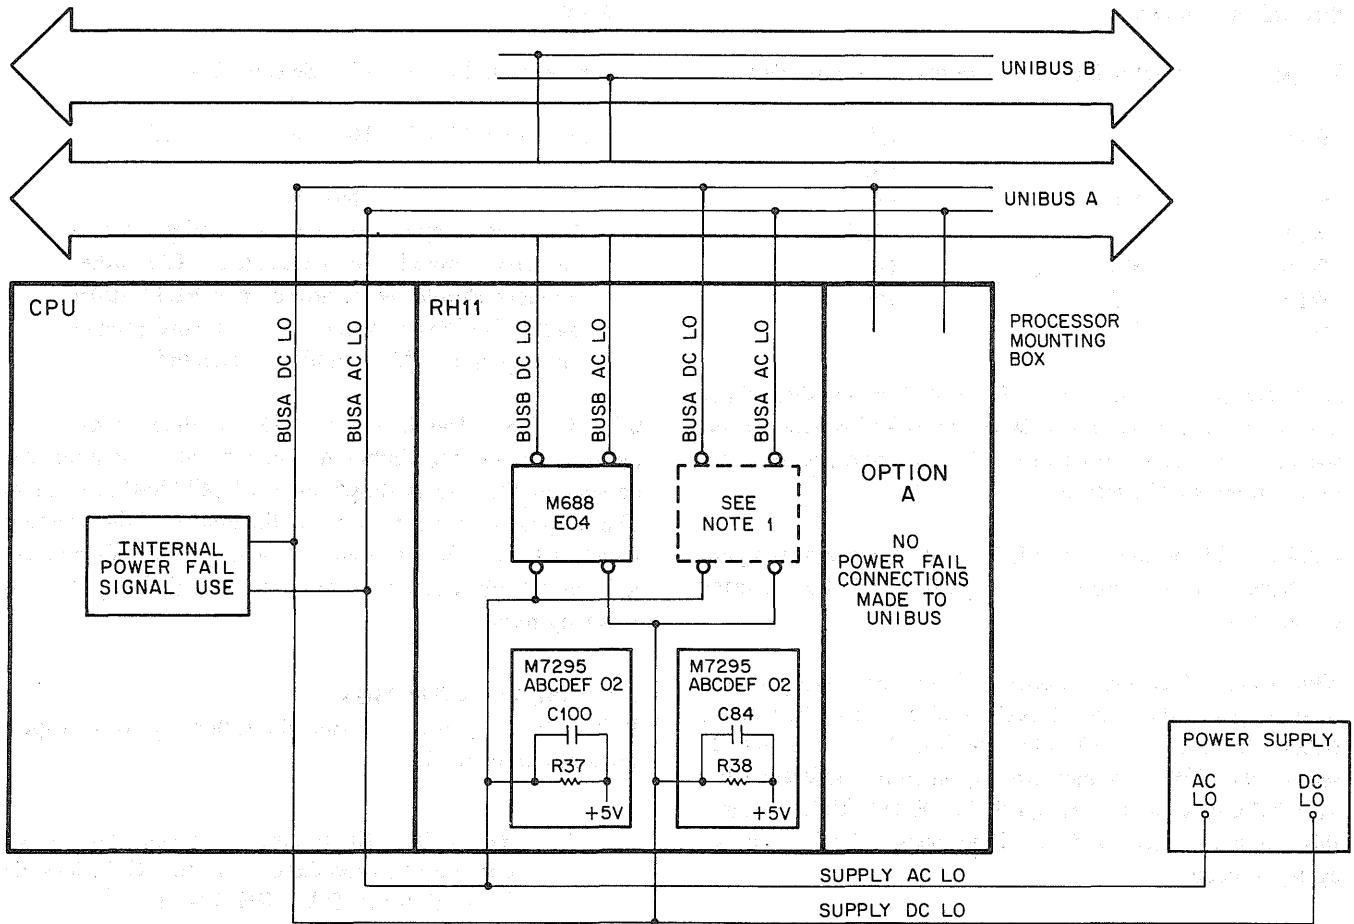 UNIBUS B
UNIBUS A
CPU
RH11
PROCESSOR
MOUNTING
BOX
BUSA DC LO
BUSA AC LO
BUSB DC LO
BUSB AC LO
BUSA DC LO
BUSA AC LO
M688
E04
SEE
NOTE 1
OPTION
A
NO
POWER FAIL
CONNECTIONS
MADE TO
UNIBUS
INTERNAL
POWER FAIL
SIGNAL USE
M7295
ABCDEF 02
C100
R37
+5V
M7295
ABCDEF 02
C84
R38
+5V
POWER SUPPLY
AC
LO
DC
LO
SUPPLY AC LO
SUPPLY DC LO